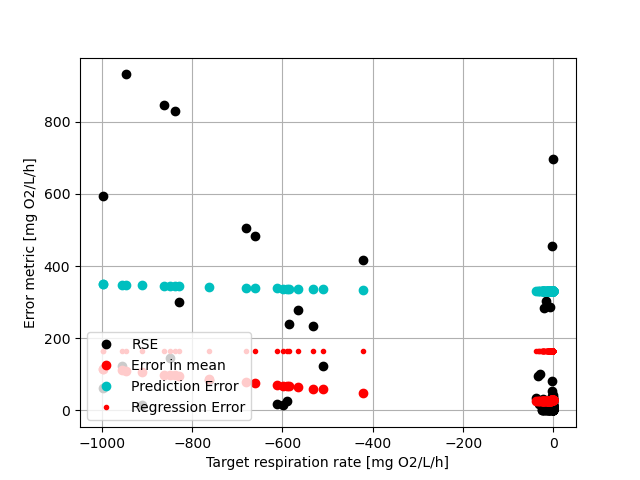 800
600
400
200
0
−1000
−800
−600
−400
−200
0
Error metric [mg O2/L/h]
Target respiration rate [mg O2/L/h]
RSE
Error in mean
Prediction Error
Regression Error